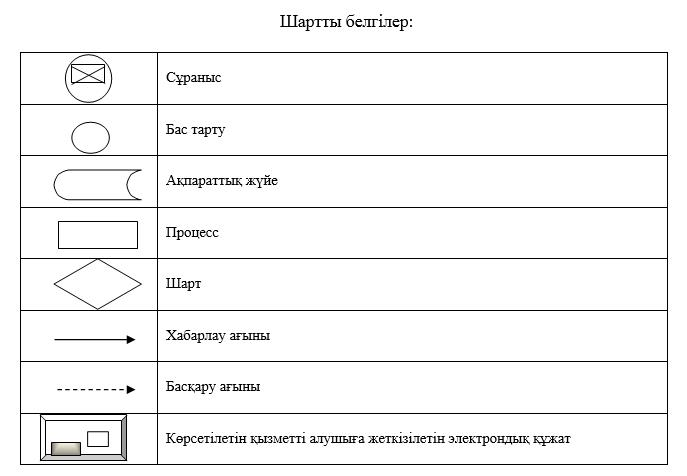 Шартты белгілер:
Сұраныс
Бас тарту
Ақпараттық жүйе
Процесс
Шарт
Хабарлау ағыны
Басқару ағыны
Көрсетілетін қызметті алушыға жеткізілетін электрондық құжат